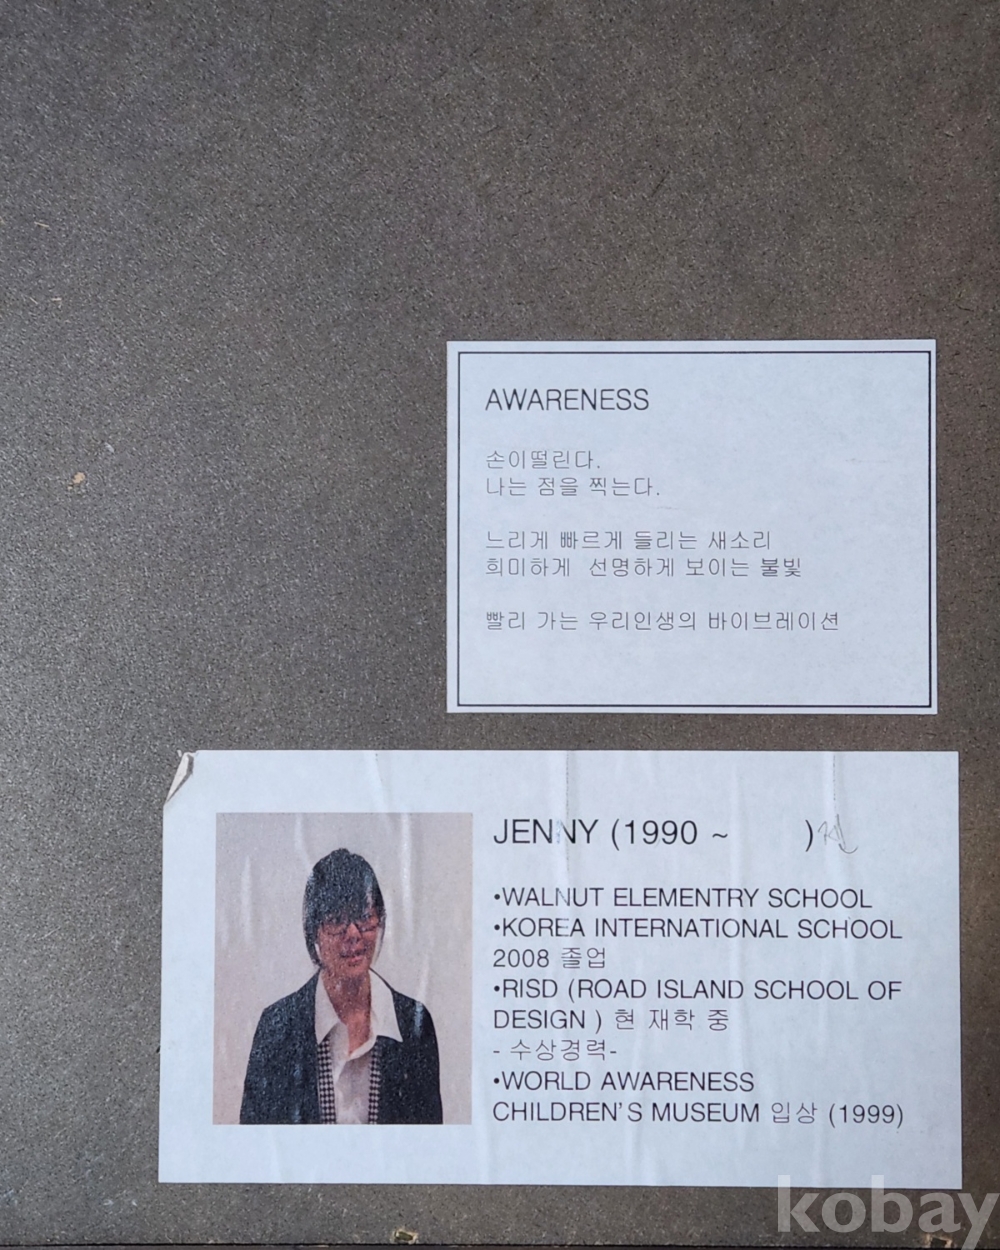 AWARENESS
손이떨린다.
나는 점을 찍는다.
느리게 빠르게 들리는 새소리
희미하게 선명하게 보이는 불빛
빨리 가는 우리인생의 바이브레이션
JENNY (1990 ~ )
•WALNUT ELEMENTRY SCHOOL
•KOREA INTERNATIONAL SCHOOL
2008 졸업
•RISD (ROAD ISLAND SCHOOL OF
DESIGN ) 현 재학 중
- 수상경력-
•WORLD AWARENESS
CHILDREN'S MUSEUM 입상 (1999)
kobay